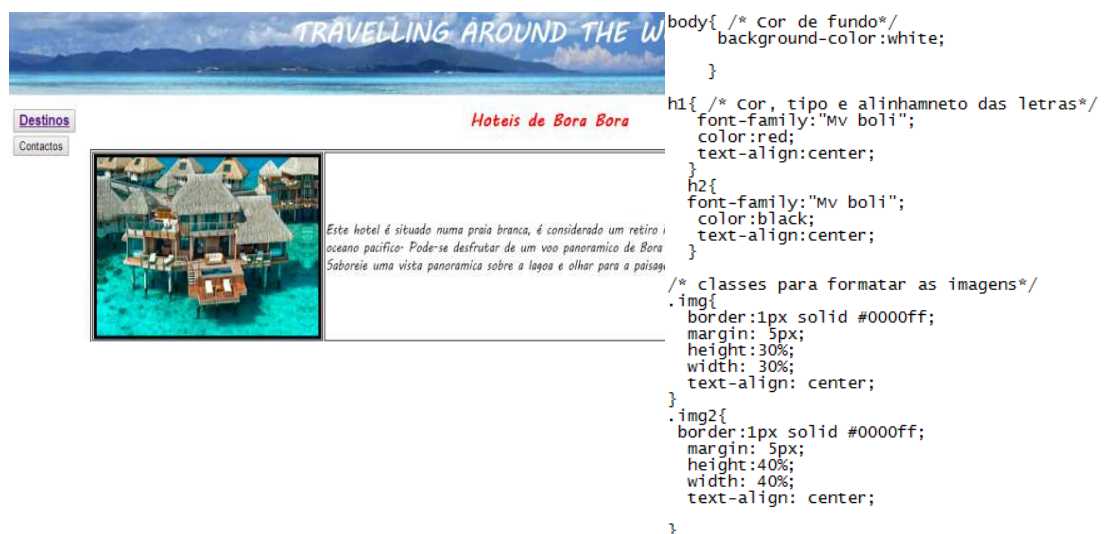 TRAVELLING AROUND THE W
Destinos
Contactos
Hoteis de Bora Bora
Este hotel é situado numa praia branca, é considerado um retiro
oceano pacifico. Pode-se desfrutar de um voo panoramico de Bora
Saboreie uma vista panoramica sobre a lagoa e olhar para a paisag
body{ /* Cor de fundo*/
background-color:white;
}
h1{ /* Cor, tipo e alinhamneto das letras*/
font-family:"Mv boli";
color:red;
text-align:center;
}
h2{
font-family:"Mv boli";
color:black;
text-align:center;
}
/* classes para formatar as imagens*/
.img{
border:1px solid #0000ff;
margin: 5px;
height:30%;
width: 30%;
text-align: center;
}
.img2{
border:1px solid #0000ff;
margin: 5px;
height:40%;
width: 40%;
text-align: center;
}